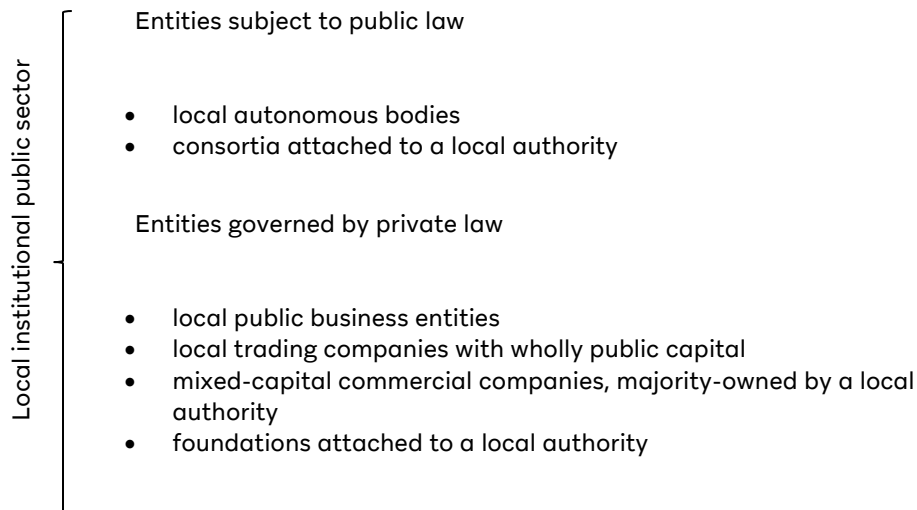 Local institutional public sector
Entities subject to public law
• local autonomous bodies
• consortia attached to a local authority
Entities governed by private law
• local public business entities
• local trading companies with wholly public capital
• mixed-capital commercial companies, majority-owned by a local
authority
• foundations attached to a local authority